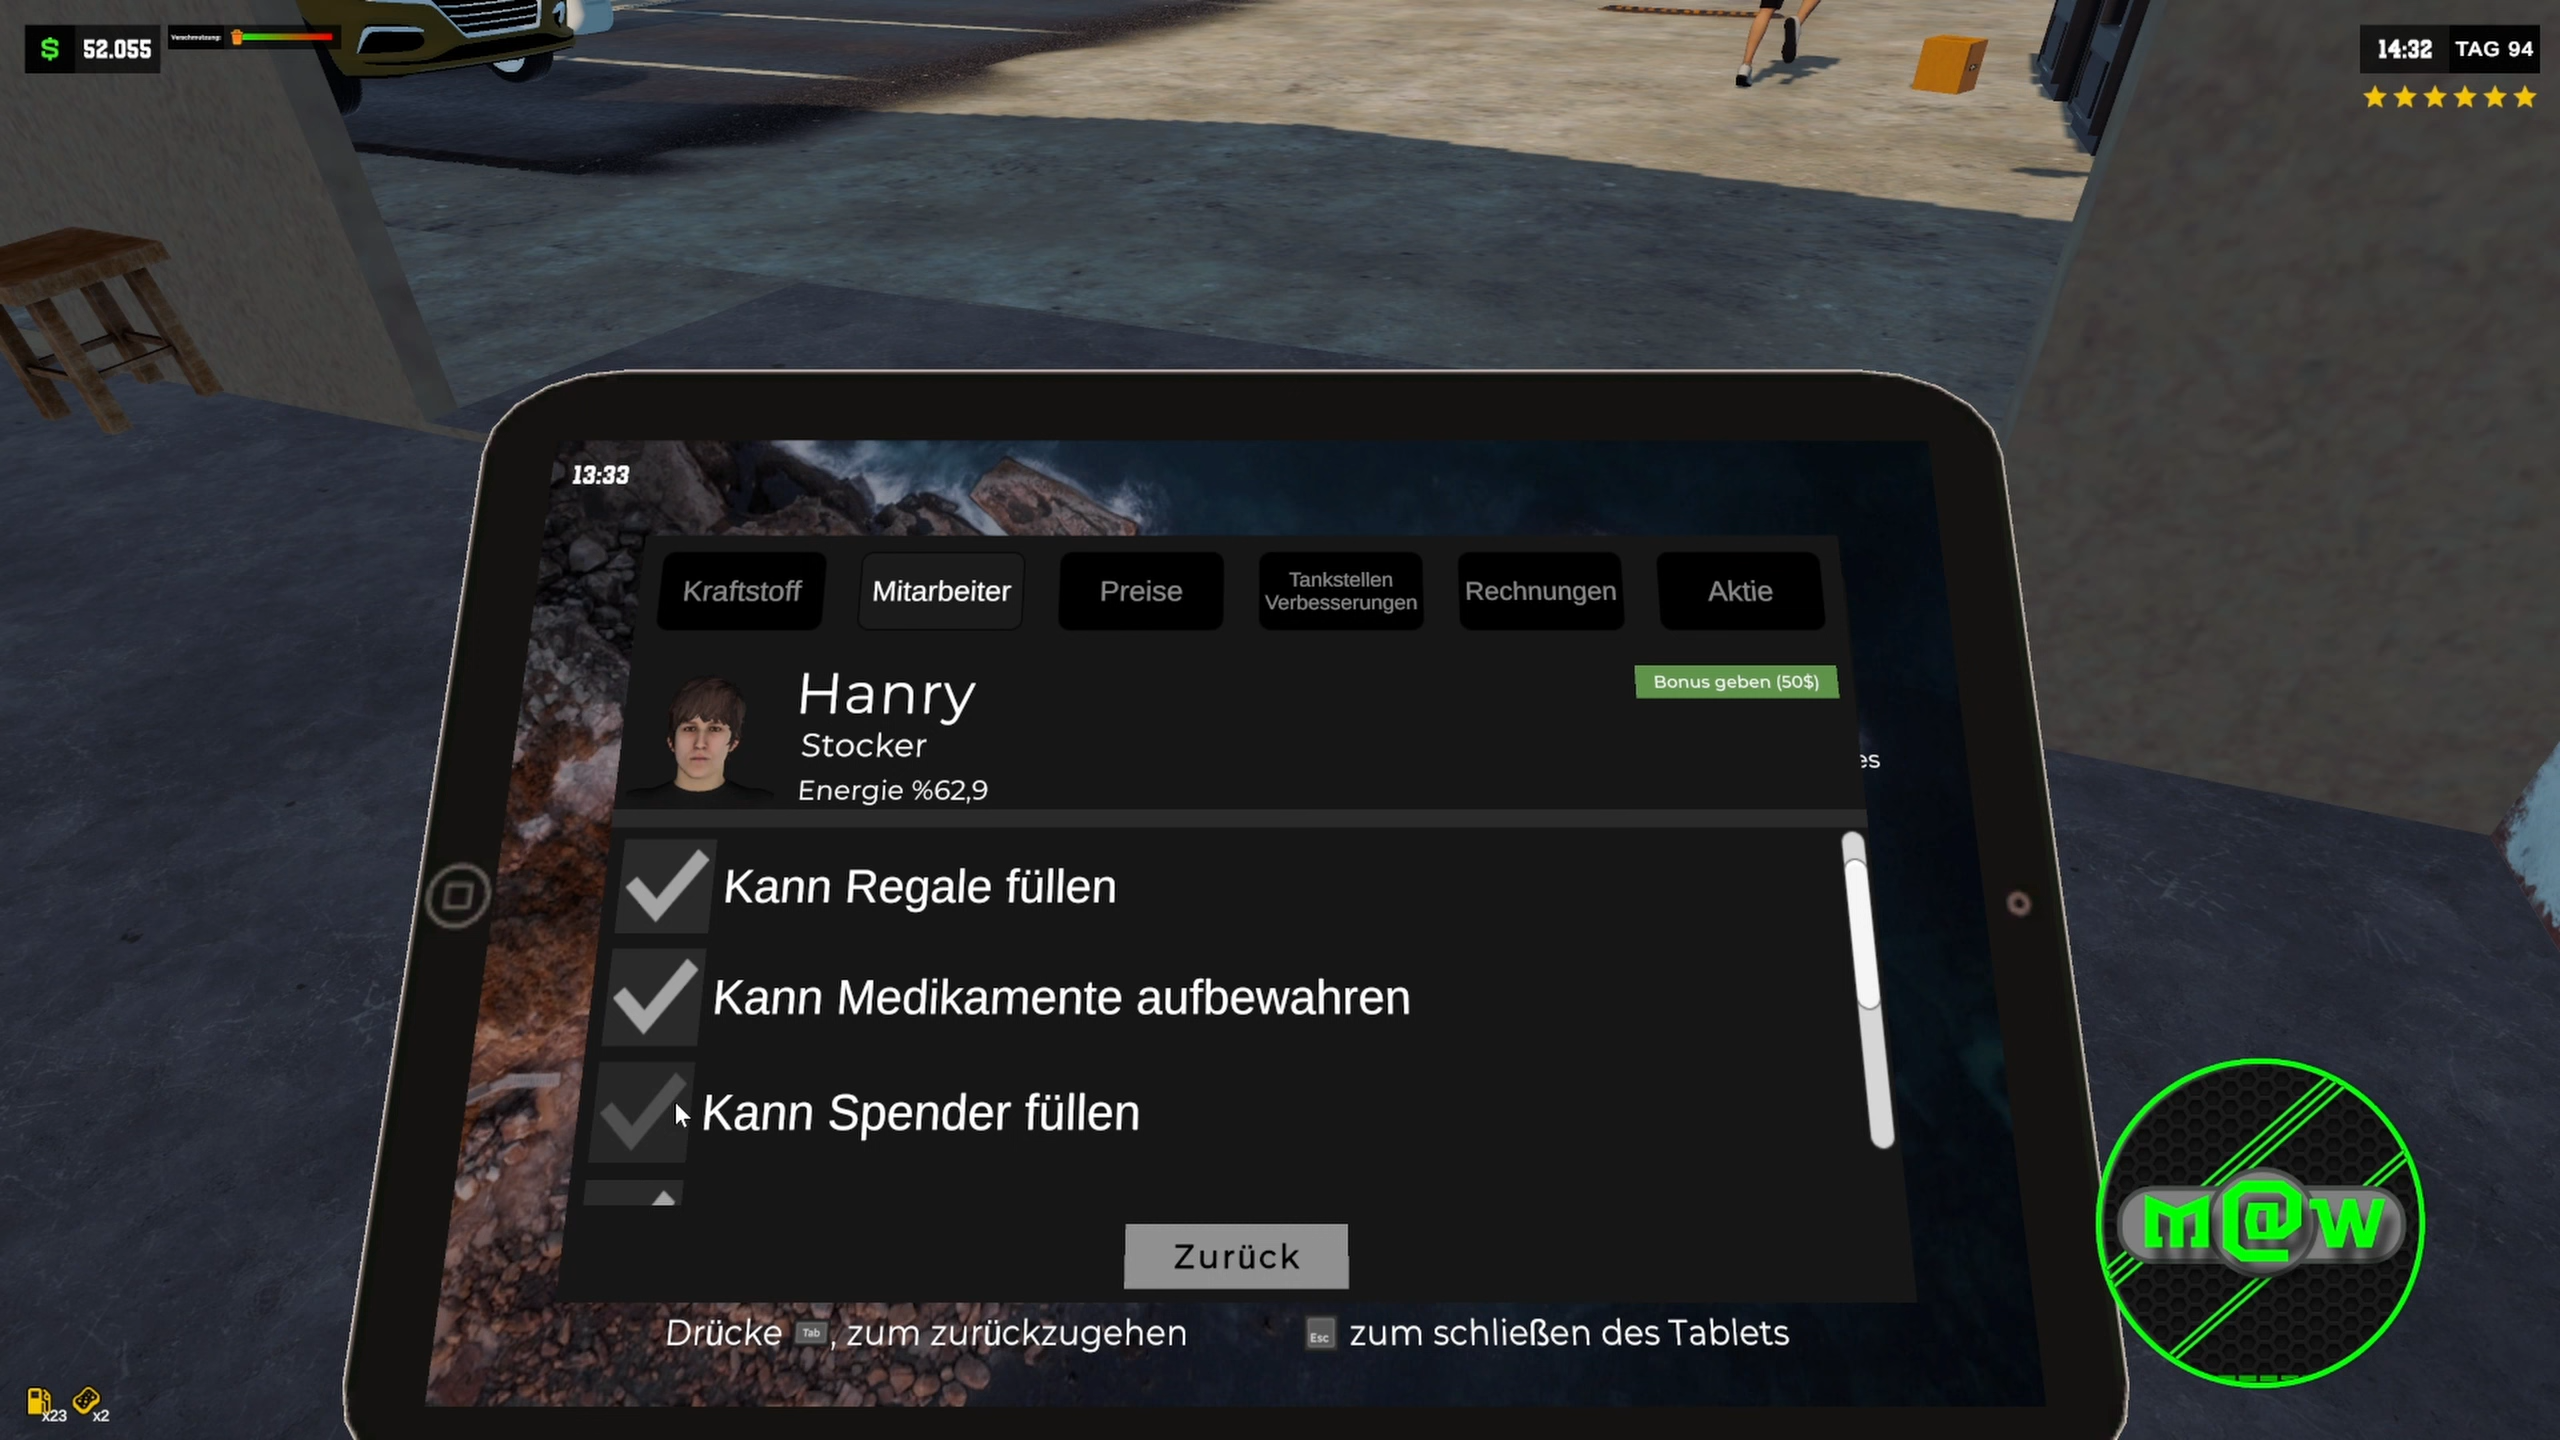 $ 52.055
Verschmutzung:
14:32 TAG 94
13:33
Kraftstoff
Mitarbeiter
Preise
Tankstellen
Verbesserungen
Rechnungen
Aktie
Hanry
Stocker
Energie %62,9
Bonus geben (50$)
es
Kann Regale füllen
Kann Medikamente aufbewahren
Kann Spender füllen
Zurück
Drücke Tab, zum zurückzugehen
Esc zum schließen des Tablets
m@w
x23 x2